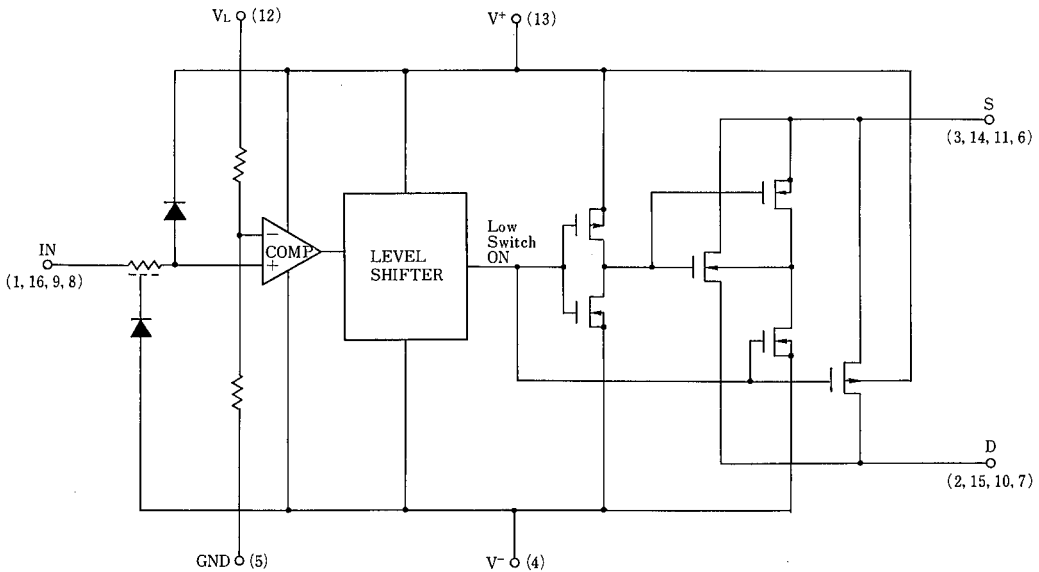 VL (12)
V+ (13)
S
(3, 14, 11, 6)
IN
(1, 16, 9, 8)
−
COMP
+
LEVEL
SHIFTER
Low
Switch
ON
D
(2, 15, 10, 7)
GND (5)
V− (4)